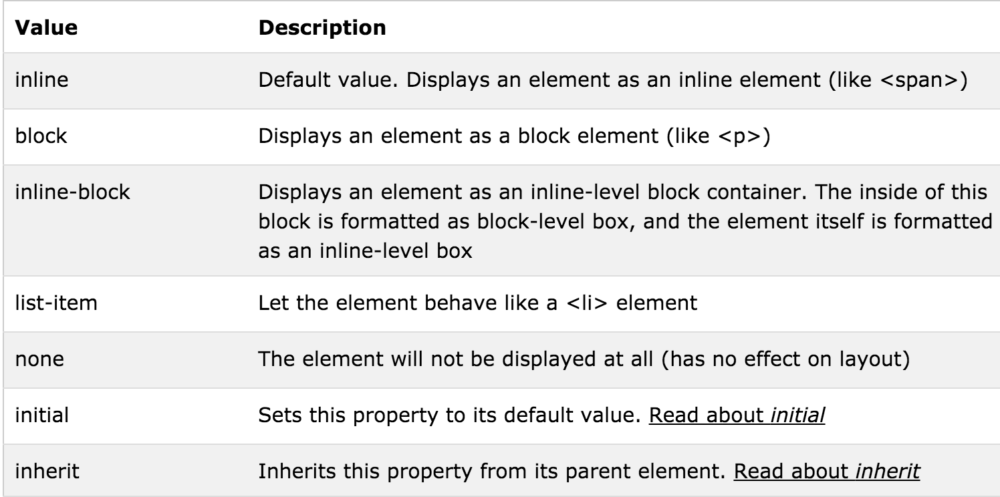 Value Description
inline Default value. Displays an element as an inline element (like <span>)
block Displays an element as a block element (like <p>)
inline-block Displays an element as an inline-level block container. The inside of this
block is formatted as block-level box, and the element itself is formatted
as an inline-level box
list-item Let the element behave like a <li> element
none The element will not be displayed at all (has no effect on layout)
initial Sets this property to its default value. Read about initial
inherit Inherits this property from its parent element. Read about inherit